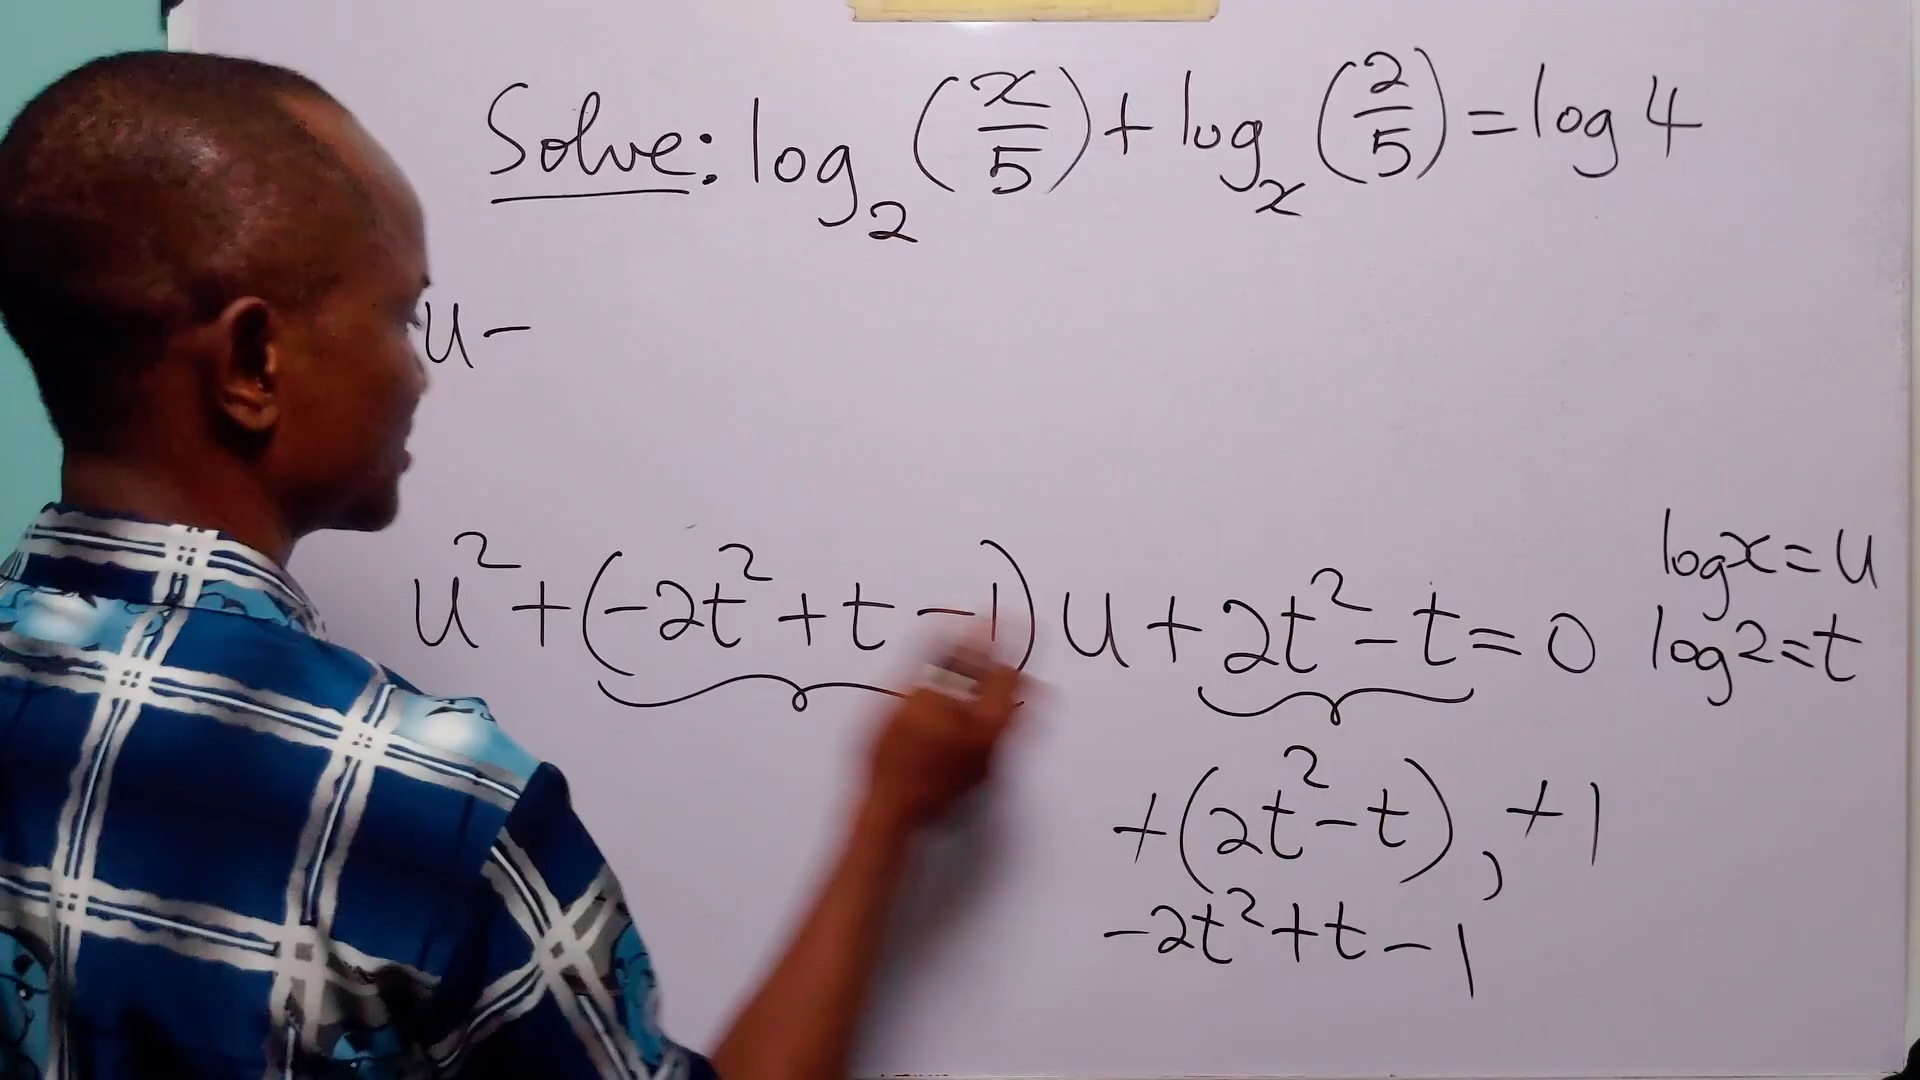 Solve: log₂(x/5) + logₓ(2/5) = log 4
u -
u² + (-2t² + t - 1) u + 2t² - t = 0
log x = u
log 2 = t
+(2t² - t), +1
-2t² + t - 1